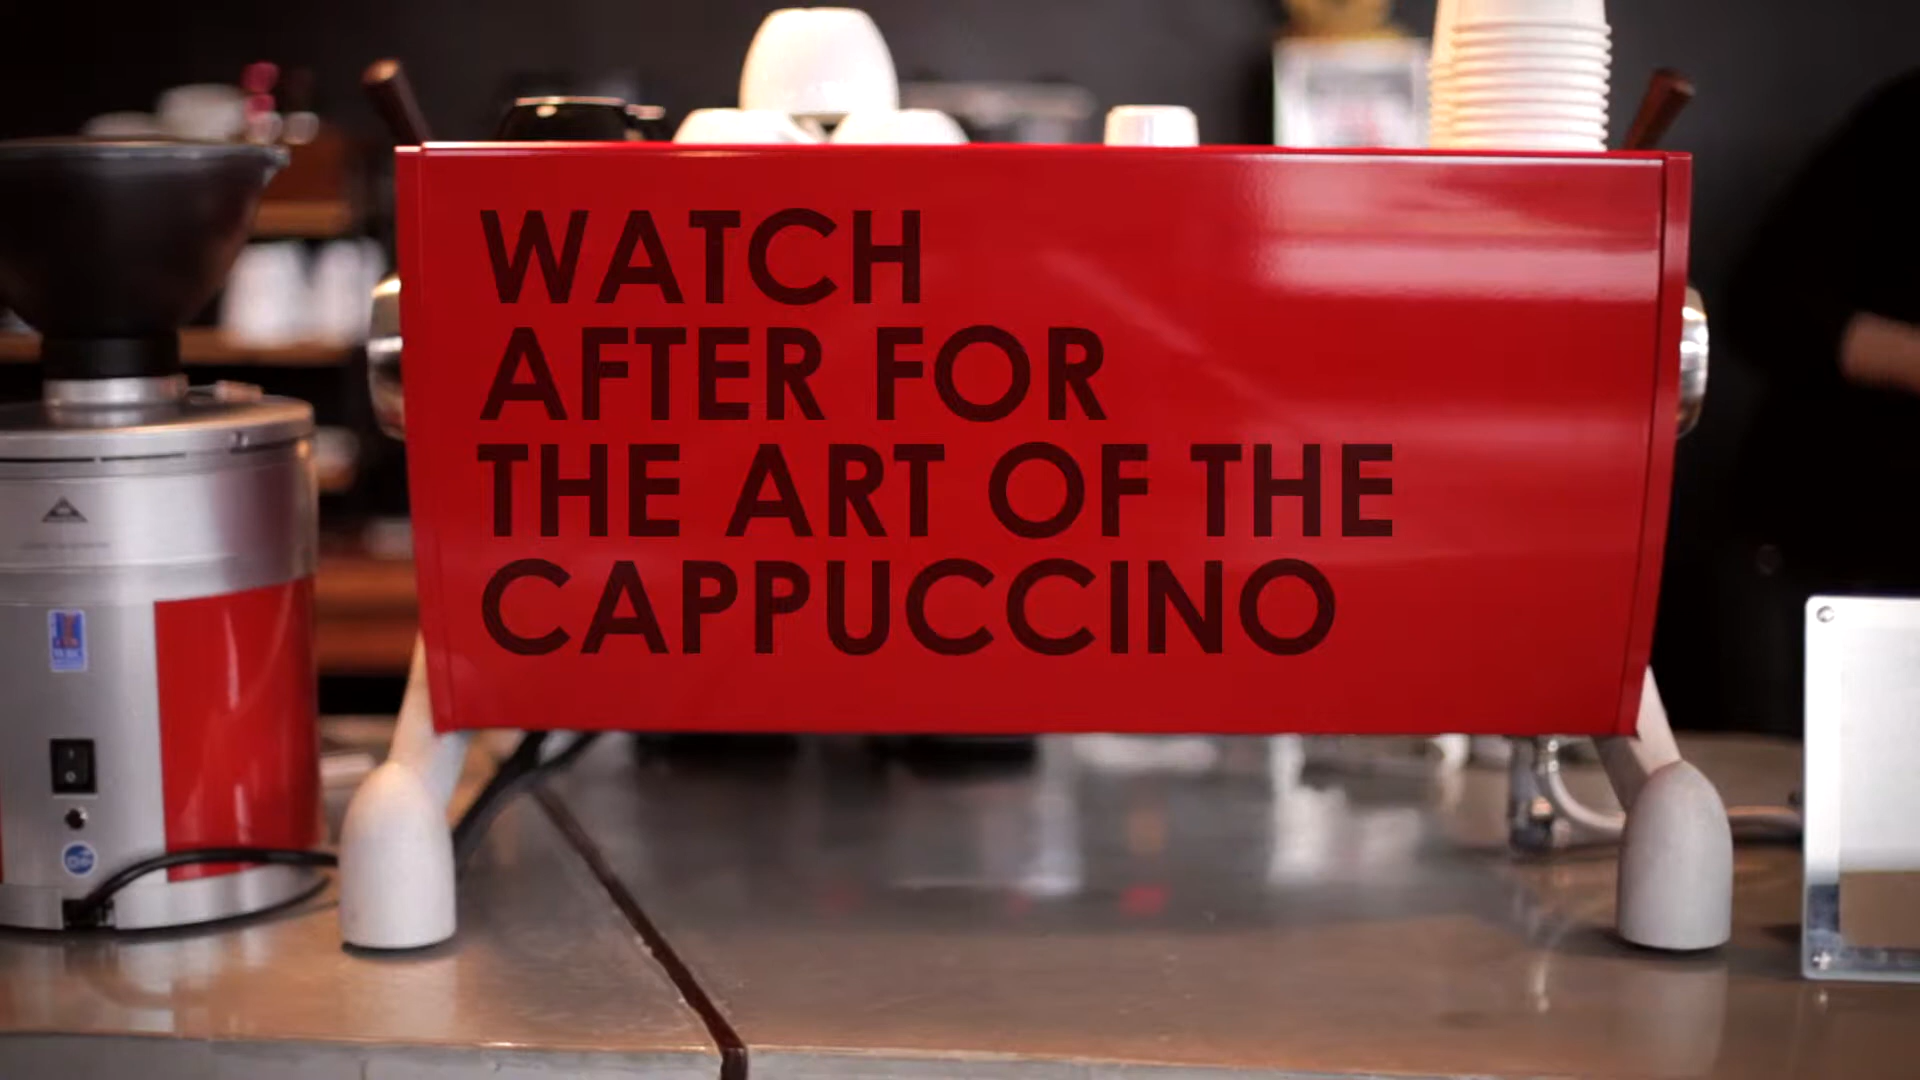 WATCH
AFTER FOR
THE ART OF THE
CAPPUCCINO